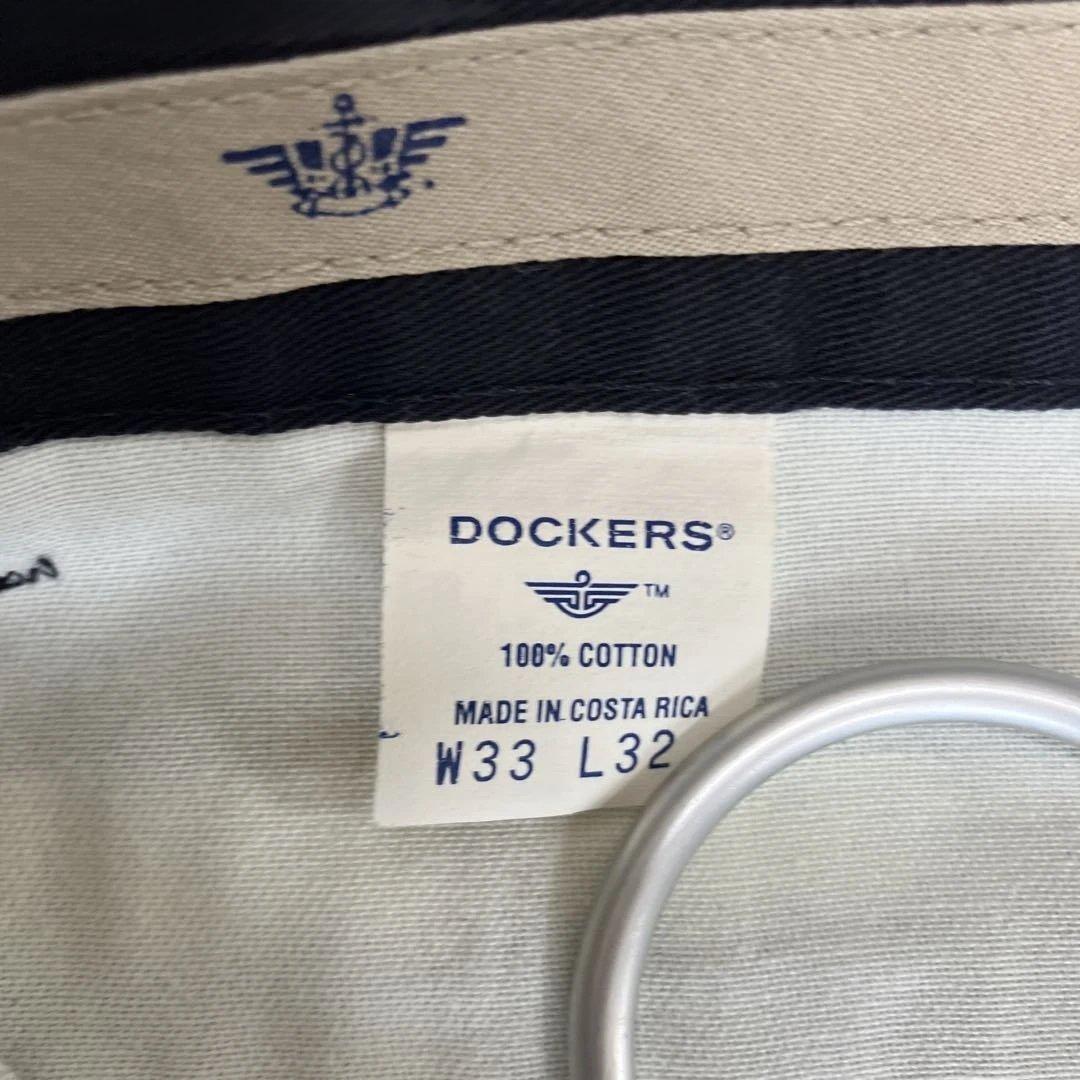 DOCKERS®
TM
100% COTTON
MADE IN COSTA RICA
W33 L32